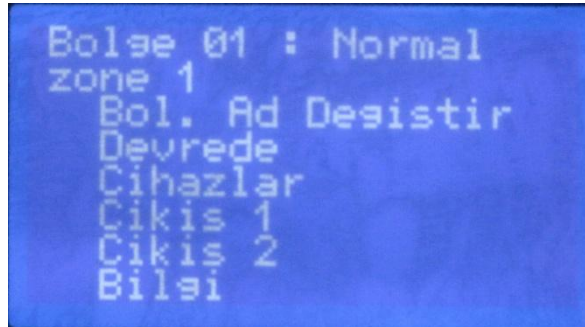 Bolge 01 : Normal
zone 1
Bol. Ad Degistir
Devrede
Cihazlar
Cikis 1
Cikis 2
Bilgi